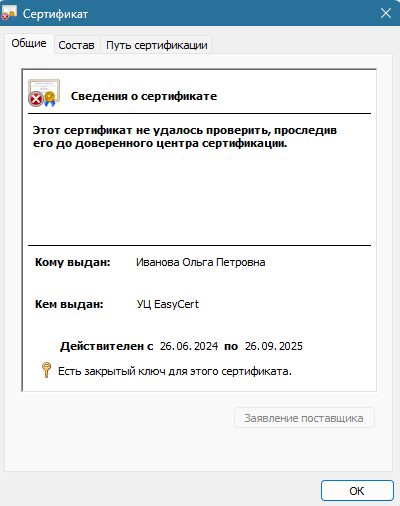 Сертификат
Общие Состав Путь сертификации
Сведения о сертификате
Этот сертификат не удалось проверить, проследив
его до доверенного центра сертификации.
Кому выдан: Иванова Ольга Петровна
Кем выдан: УЦ EasyCert
Действителен с 26.06.2024 по 26.09.2025
Есть закрытый ключ для этого сертификата.
Заявление поставщика
ОК